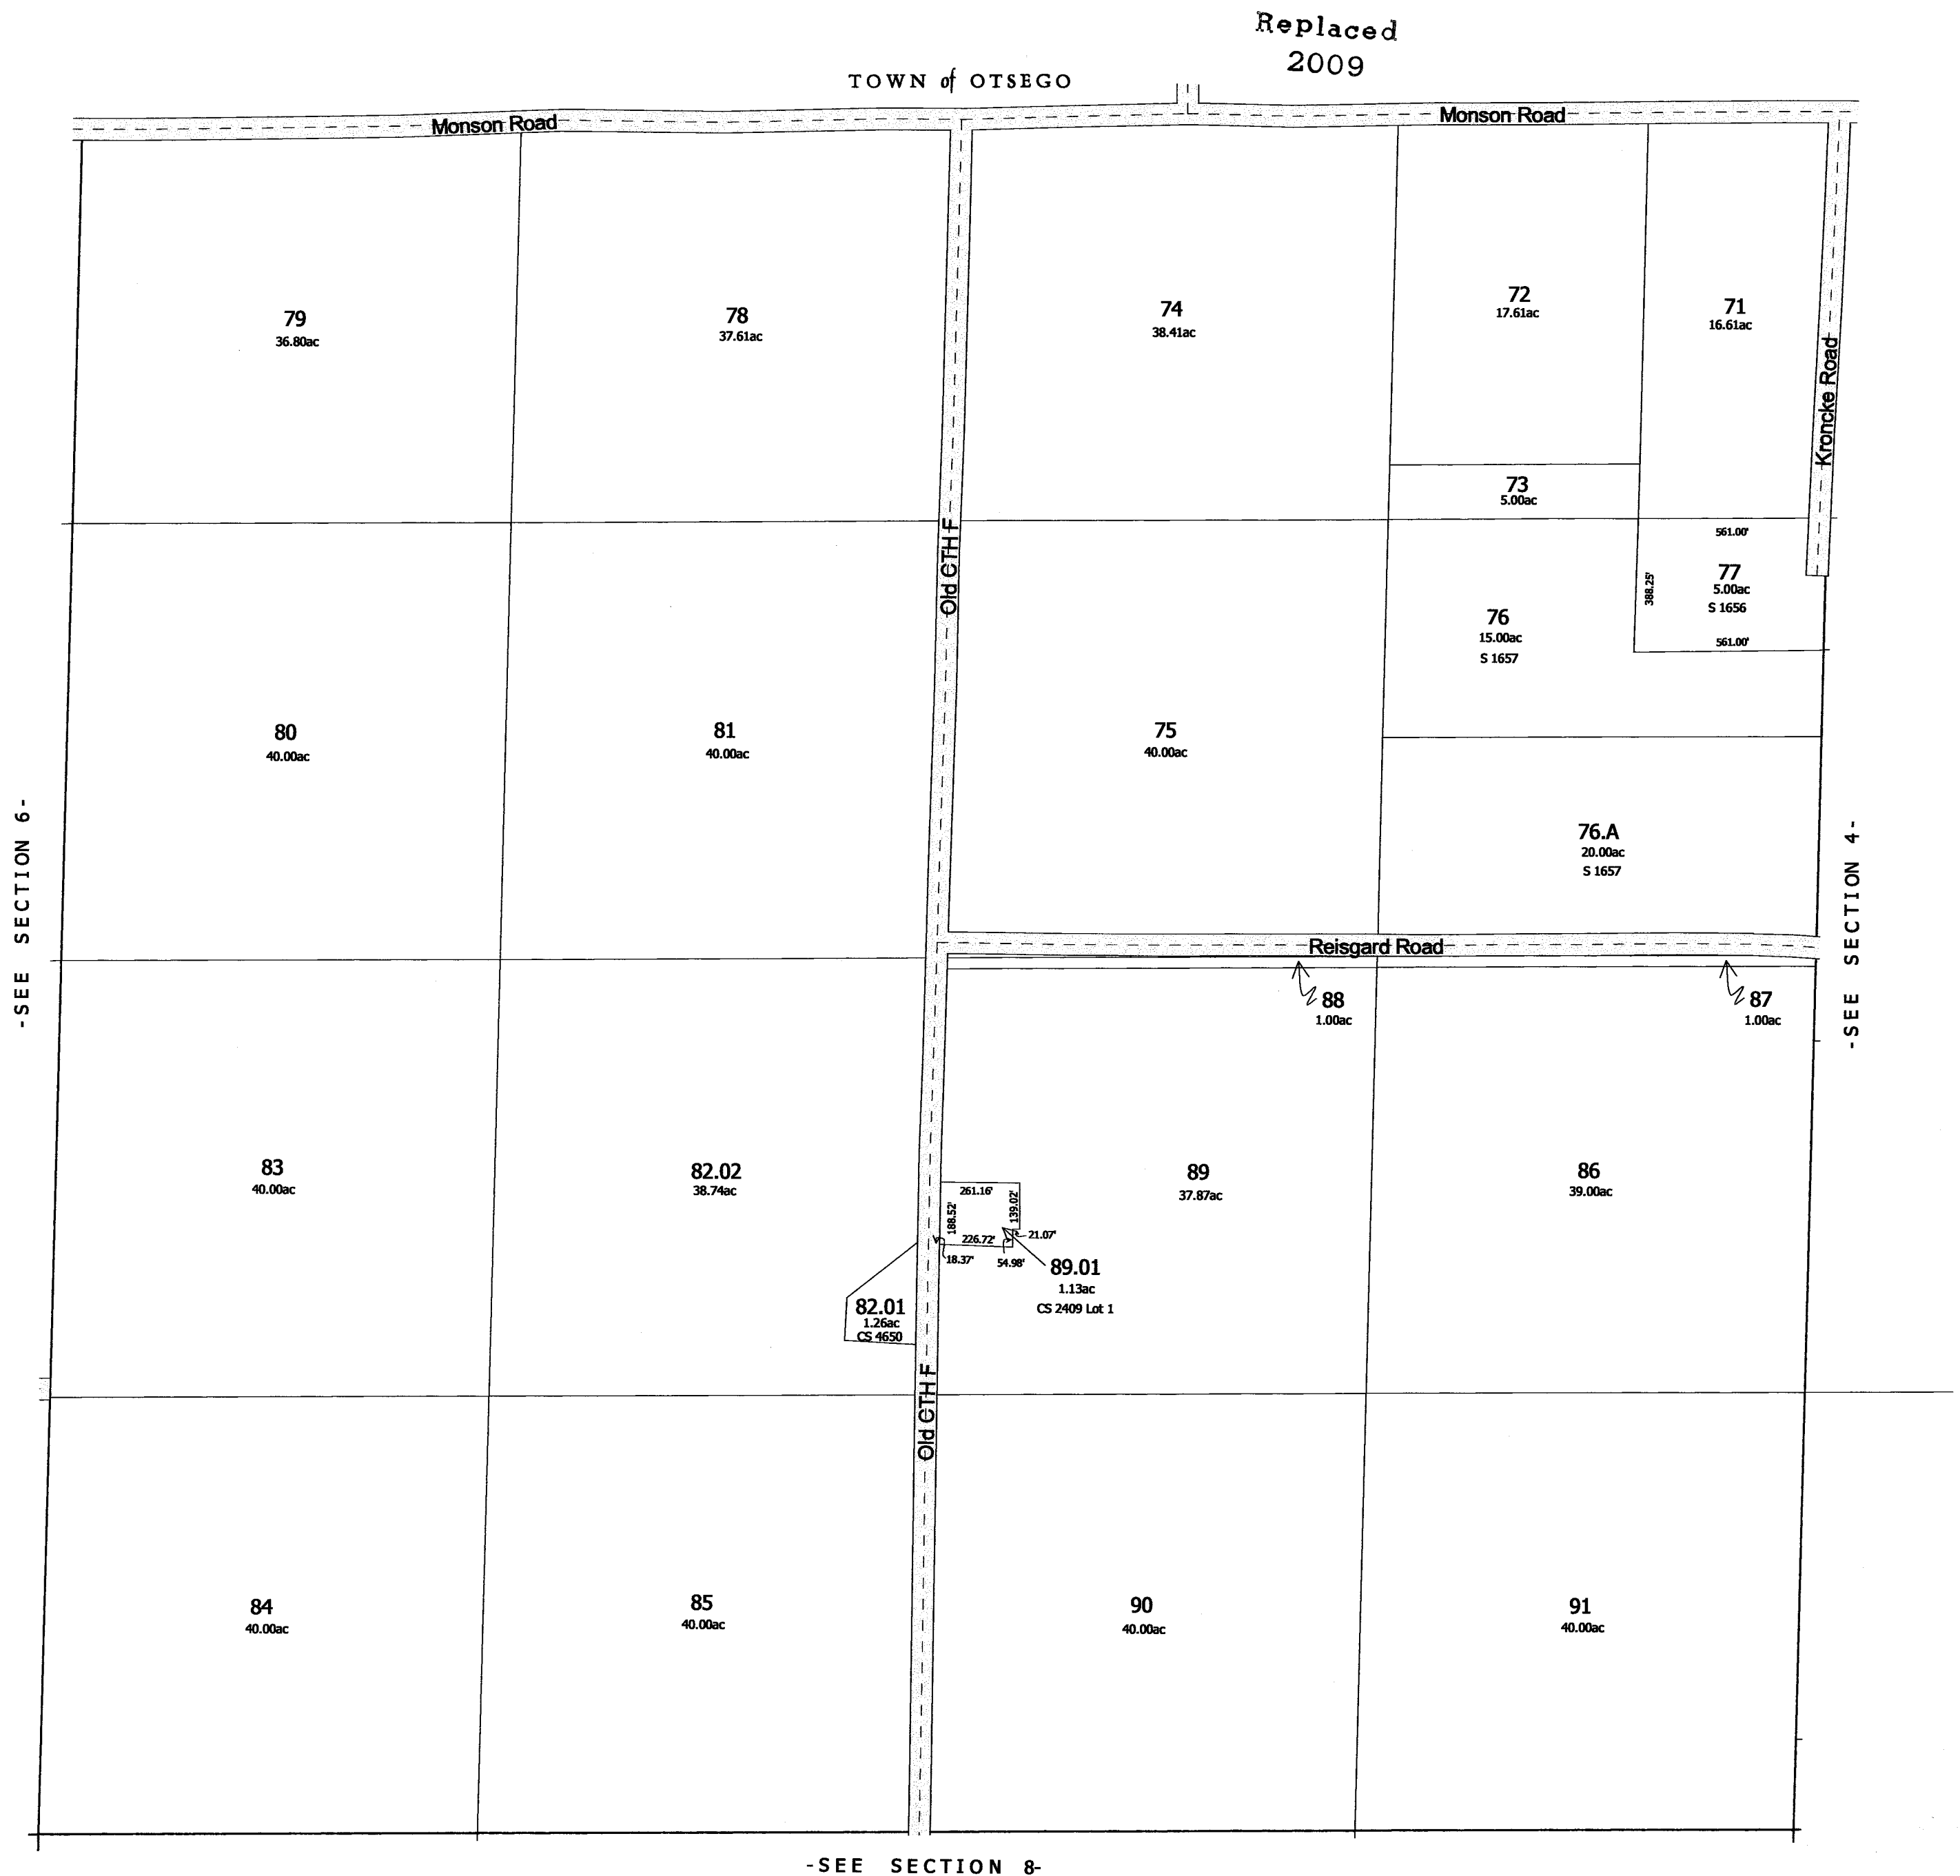 Replaced
2009
TOWN of OTSEGO
Monson Road
Monson Road
79
36.80ac
78
37.61ac
74
38.41ac
72
17.61ac
71
16.61ac
Kroncke Road
73
5.00ac
Old CTH F
561.00'
388.25'
77
5.00ac
S 1656
561.00'
76
15.00ac
S 1657
80
40.00ac
81
40.00ac
75
40.00ac
76.A
20.00ac
S 1657
-SEE SECTION 6-
-SEE SECTION 4-
Reisgard Road
88
1.00ac
87
1.00ac
83
40.00ac
82.02
38.74ac
89
37.87ac
86
39.00ac
261.16'
188.52'
139.02'
226.72'
21.07'
18.37'
54.98'
89.01
1.13ac
CS 2409 Lot 1
82.01
1.26ac
CS 4650
Old CTH F
84
40.00ac
85
40.00ac
90
40.00ac
91
40.00ac
-SEE SECTION 8-